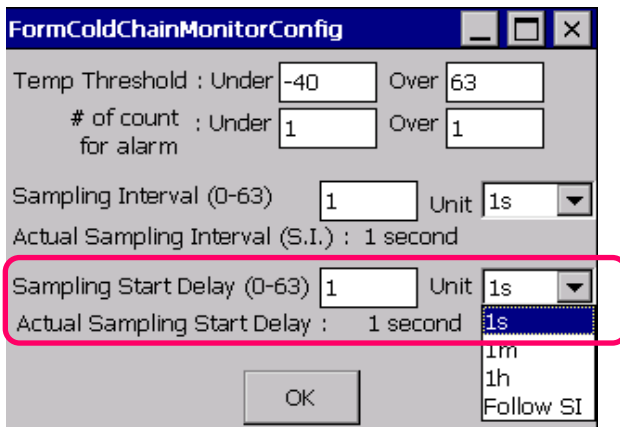 FormColdChainMonitorConfig
Temp Threshold : Under -40 Over 63
# of count for alarm : Under 1 Over 1
Sampling Interval (0-63) 1 Unit 1s
Actual Sampling Interval (S.I.) : 1 second
Sampling Start Delay (0-63) 1 Unit 1s
Actual Sampling Start Delay : 1 second 1s
1m
1h
OK
Follow SI